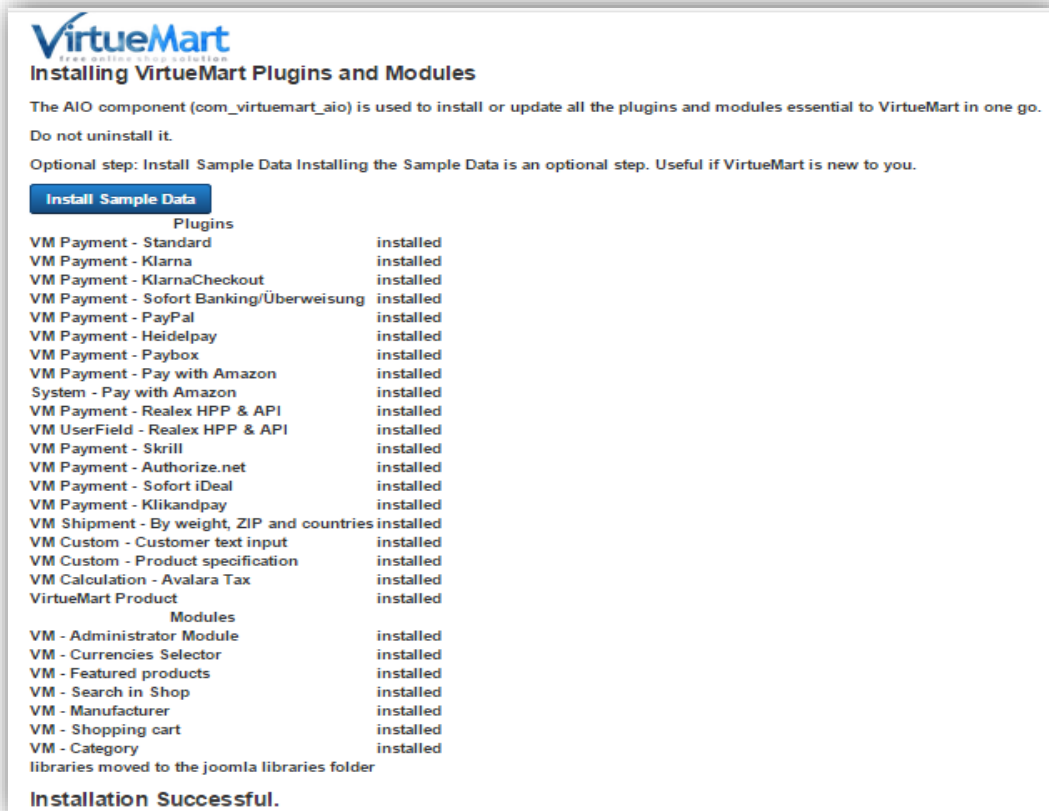 VirtueMart
free online shop solution
Installing VirtueMart Plugins and Modules
The AIO component (com_virtuemart_aio) is used to install or update all the plugins and modules essential to VirtueMart in one go.
Do not uninstall it.
Optional step: Install Sample Data Installing the Sample Data is an optional step. Useful if VirtueMart is new to you.
Install Sample Data
Plugins
VM Payment - Standard installed
VM Payment - Klarna installed
VM Payment - KlarnaCheckout installed
VM Payment - Sofort Banking/Überweisung installed
VM Payment - PayPal installed
VM Payment - Heidelpay installed
VM Payment - Paybox installed
VM Payment - Pay with Amazon installed
System - Pay with Amazon installed
VM Payment - Realex HPP & API installed
VM UserField - Realex HPP & API installed
VM Payment - Skrill installed
VM Payment - Authorize.net installed
VM Payment - Sofort iDeal installed
VM Payment - Klikandpay installed
VM Shipment - By weight, ZIP and countries installed
VM Custom - Customer text input installed
VM Custom - Product specification installed
VM Calculation - Avalara Tax installed
VirtueMart Product installed
Modules
VM - Administrator Module installed
VM - Currencies Selector installed
VM - Featured products installed
VM - Search in Shop installed
VM - Manufacturer installed
VM - Shopping cart installed
VM - Category installed
libraries moved to the joomla libraries folder
Installation Successful.